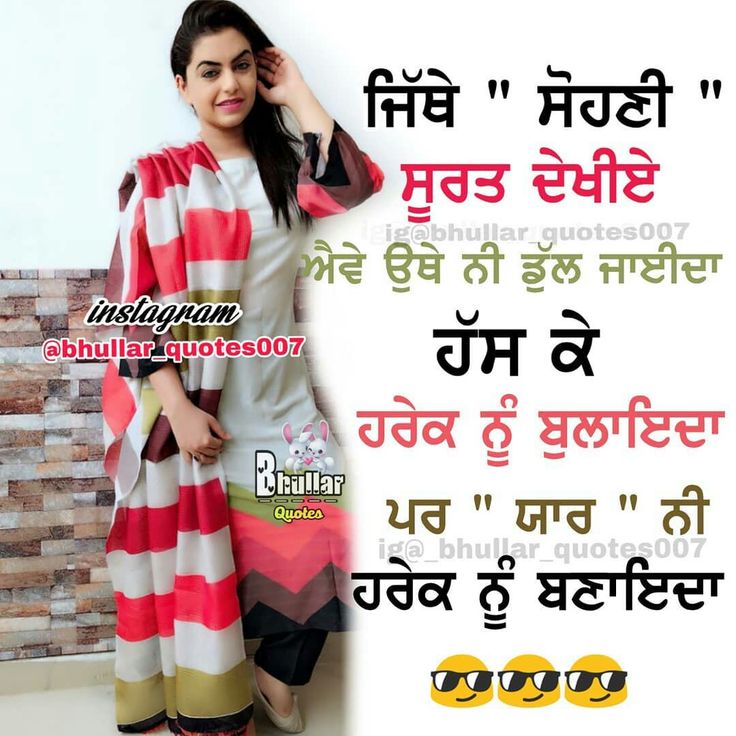 ਜਿੱਥੇ " ਸੋਹਣੀ "
ਸੂਰਤ ਦੇਖੀਏ
ig@bhullar_quotes007
ਐਵੇ ਉਥੇ ਨੀ ਡੁੱਲ ਜਾਈਦਾ
instagram
@bhullar_quotes007
ਹੱਸ ਕੇ
ਹਰੇਕ ਨੂੰ ਬੁਲਾਇਦਾ
Bhullar
Quotes
ਪਰ " ਯਾਰ " ਨੀ
ig@_bhullar_quotes007
ਹਰੇਕ ਨੂੰ ਬਣਾਇਦਾ